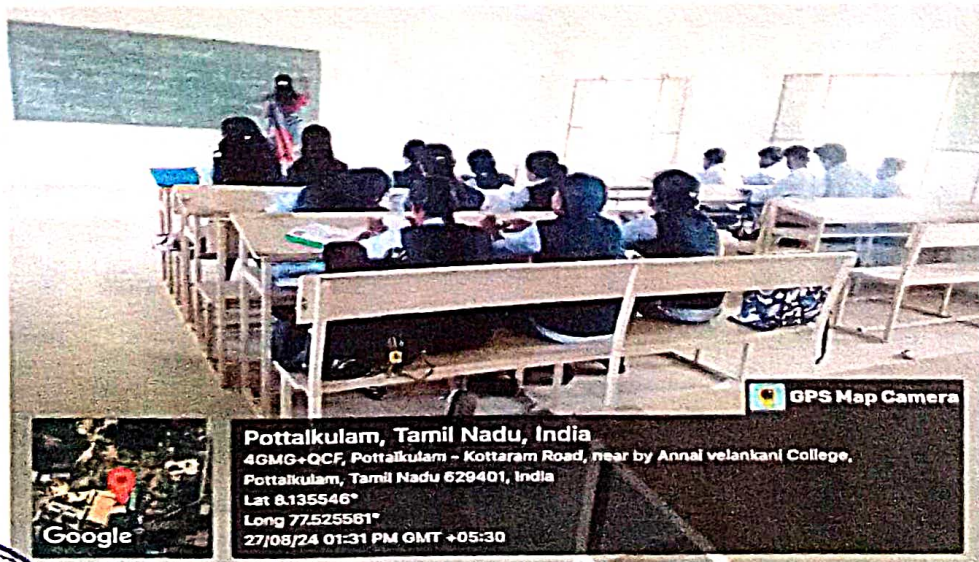 GPS Map Camera
Pottalkulam, Tamil Nadu, India
4GMG+QCF, Pottalkulam - Kottaram Road, near by Annai velankani College,
Pottalkulam, Tamil Nadu 629401, India
Lat 8.135546°
Long 77.525561°
27/08/24 01:31 PM GMT +05:30
Google